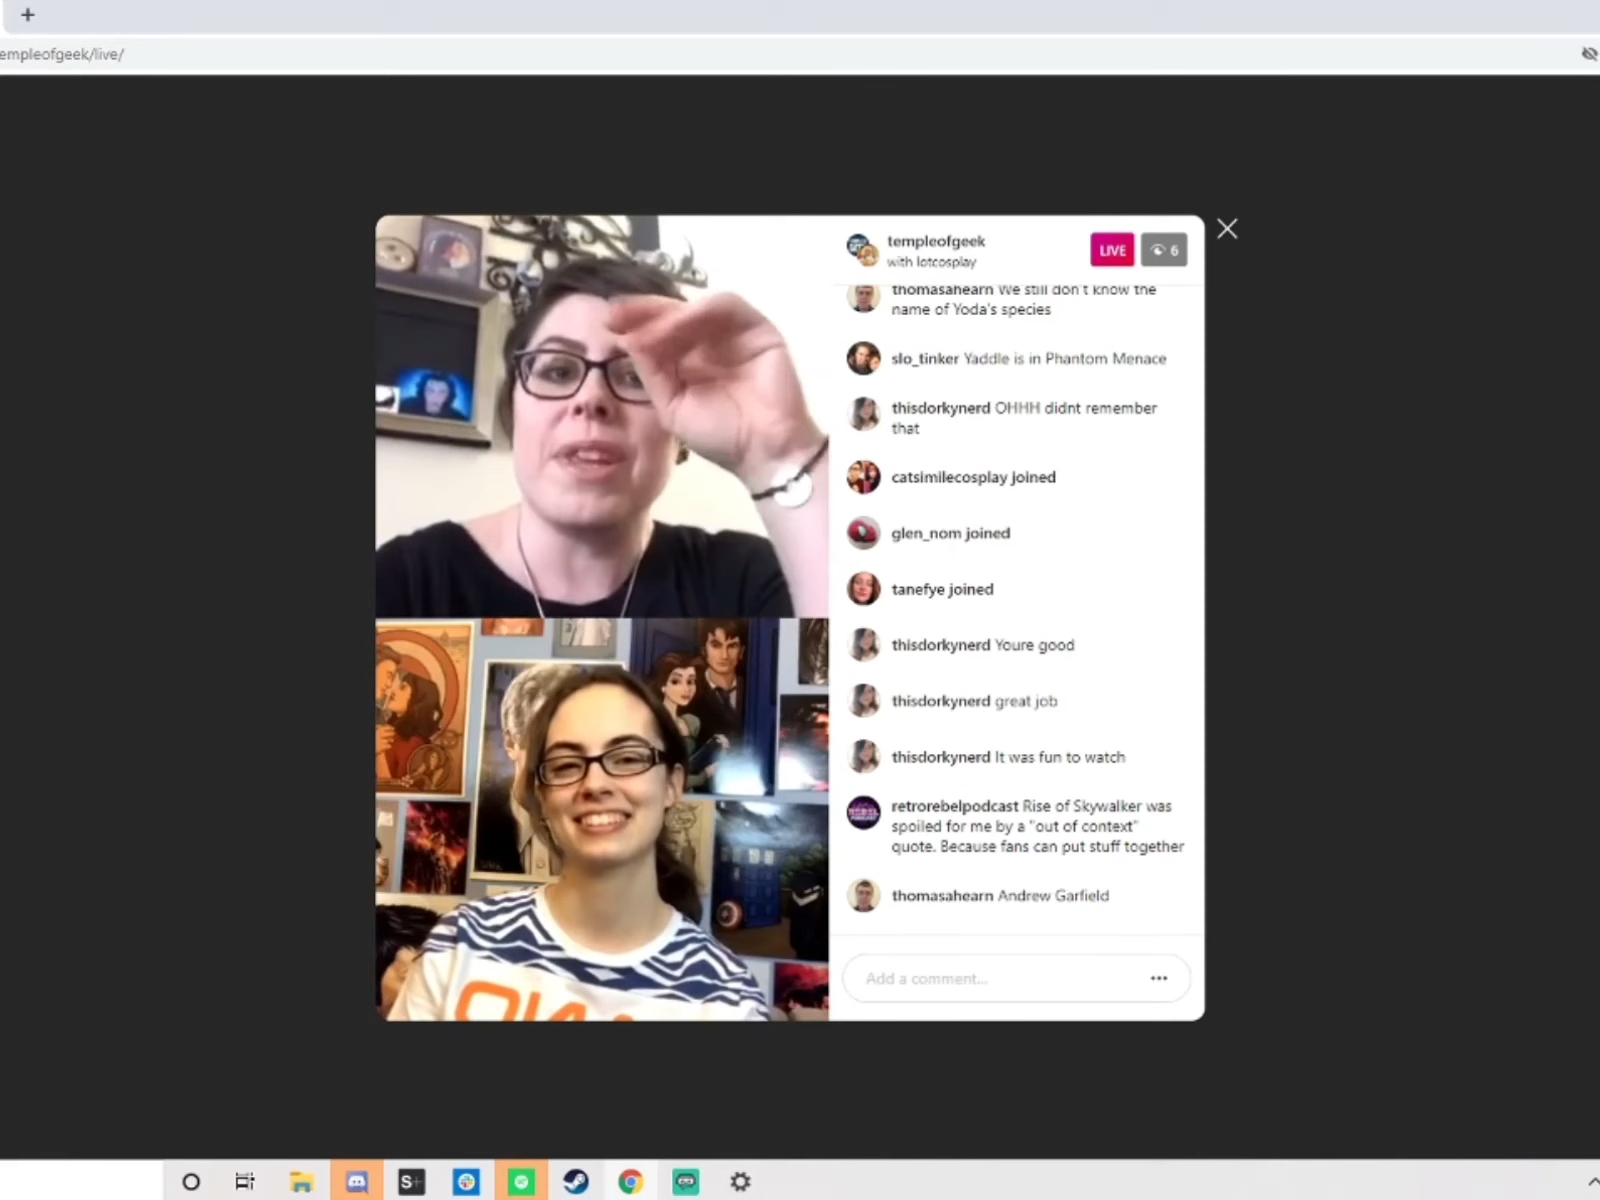 empleofgeek/live/
templeofgeek
with lotcosplay
LIVE
6
thomasahearn We still don't know the
name of Yoda's species
slo_tinker Yaddle is in Phantom Menace
thisdorkynerd OHHH didnt remember
that
catsimilecosplay joined
glen_nom joined
tanefye joined
thisdorkynerd Youre good
thisdorkynerd great job
thisdorkynerd It was fun to watch
retrorebelpodcast Rise of Skywalker was
spoiled for me by a "out of context"
quote. Because fans can put stuff together
thomasahearn Andrew Garfield
Add a comment...
S+